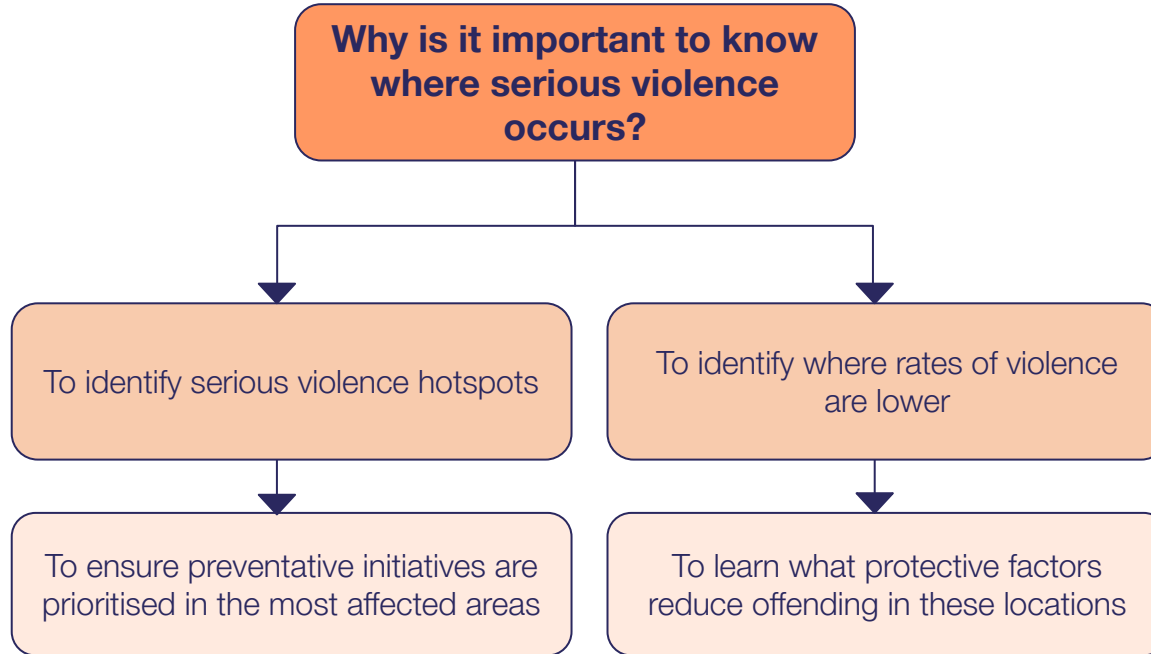 Why is it important to know
where serious violence
occurs?
To identify serious violence hotspots
To identify where rates of violence
are lower
To ensure preventative initiatives are
prioritised in the most affected areas
To learn what protective factors
reduce offending in these locations